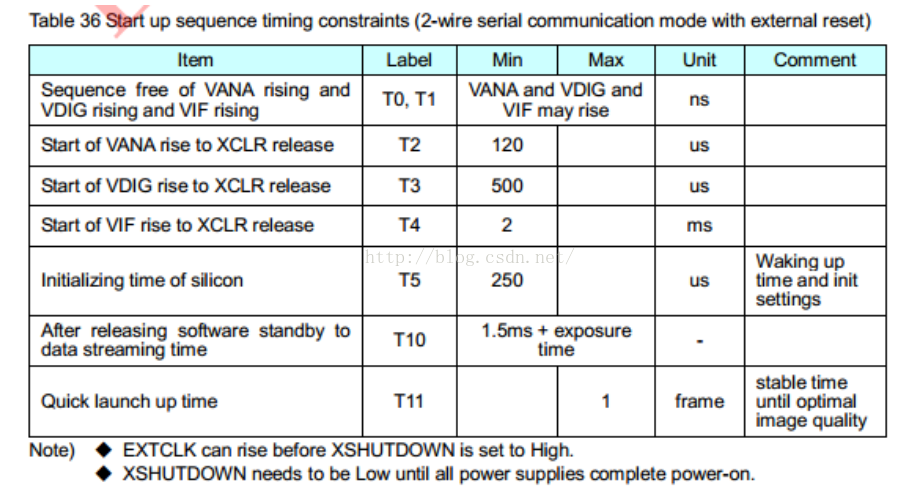 Table 36 Start up sequence timing constraints (2-wire serial communication mode with external reset)
Item Label Min Max Unit Comment
Sequence free of VANA rising and
VDIG rising and VIF rising
T0, T1
VANA and VDIG and
VIF may rise
ns
Start of VANA rise to XCLR release T2 120 us
Start of VDIG rise to XCLR release T3 500 us
Start of VIF rise to XCLR release T4 2 ms
http://blog.csdn.net/
Initializing time of silicon T5 250 us
Waking up
time and init
settings
After releasing software standby to
data streaming time
T10
1.5ms + exposure
time
-
Quick launch up time T11 1 frame
stable time
until optimal
image quality
Note) ◆ EXTCLK can rise before XSHUTDOWN is set to High.
◆ XSHUTDOWN needs to be Low until all power supplies complete power-on.